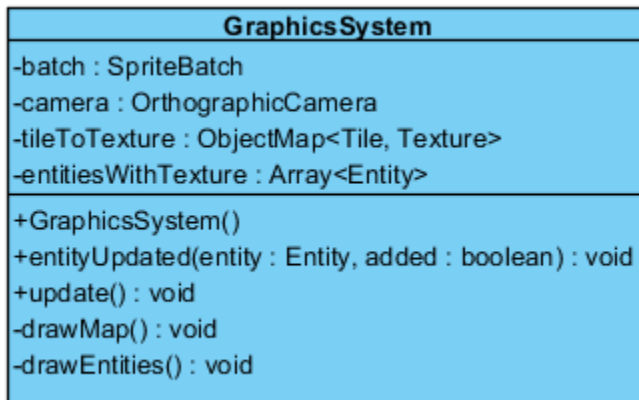 GraphicsSystem
-batch : SpriteBatch
-camera : OrthographicCamera
-tileToTexture : ObjectMap<Tile, Texture>
-entitiesWithTexture : Array<Entity>
+GraphicsSystem()
+entityUpdated(entity : Entity, added : boolean) : void
+update() : void
-drawMap() : void
-drawEntities() : void